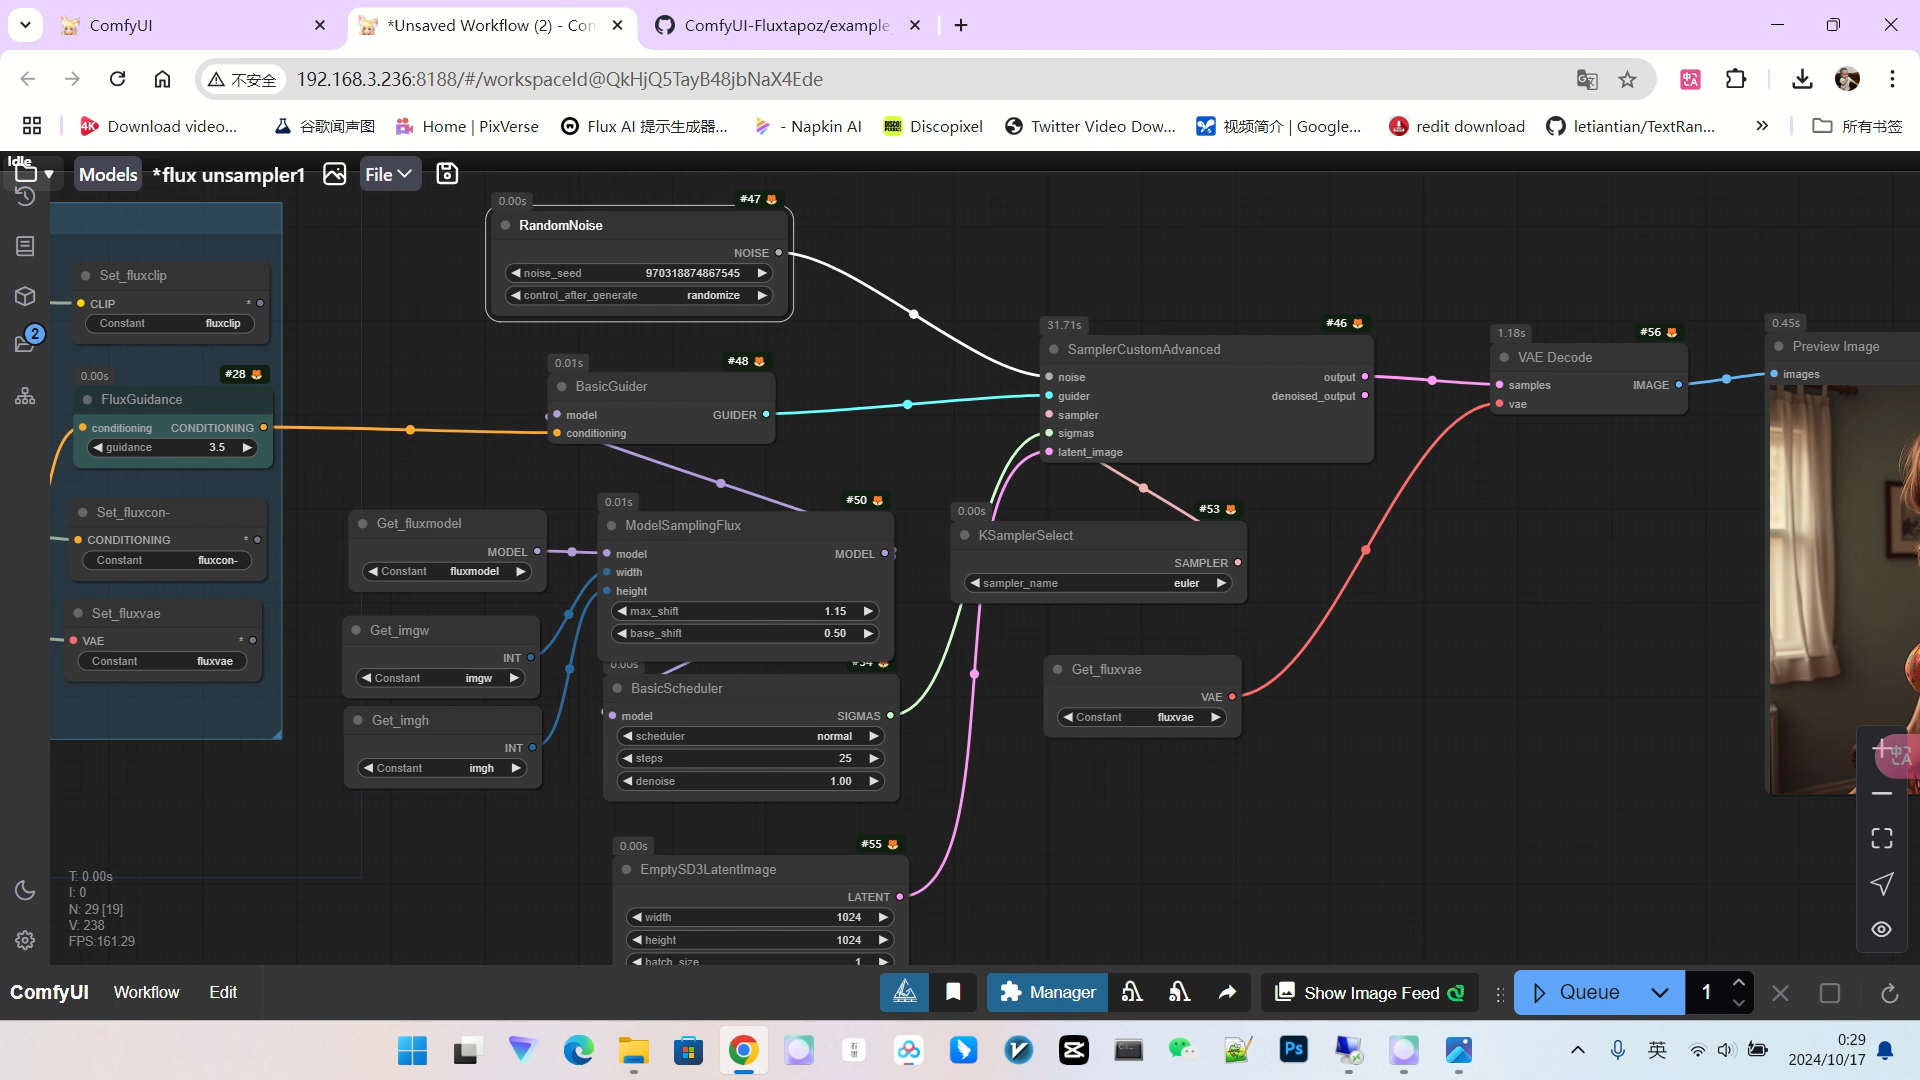 ComfyUI
*Unsaved Workflow (2) - Con
ComfyUI-Fluxtapoz/example
不安全
192.168.3.236:8188/#/workspaceId@QkHjQ5TayB48jbNaX4Ede
4K
Download video...
谷歌闻声图
Home | PixVerse
Flux AI 提示生成器...
- Napkin AI
Discopixel
Twitter Video Dow...
视频简介 | Google...
redit download
letiantian/TextRan...
所有书签
Idle
Models
*flux unsampler1
File
2
Set_fluxclip
CLIP
*
Constant
fluxclip
0.00s
#28
FluxGuidance
conditioning
CONDITIONING
guidance
3.5
Set_fluxcon-
CONDITIONING
*
Constant
fluxcon-
Set_fluxvae
VAE
*
Constant
fluxvae
0.00s
#47
RandomNoise
NOISE
noise_seed
970318874867545
control_after_generate
randomize
0.01s
#48
BasicGuider
model
GUIDER
conditioning
Get_fluxmodel
MODEL
Constant
fluxmodel
Get_imgw
INT
Constant
imgw
Get_imgh
INT
Constant
imgh
0.01s
#50
ModelSamplingFlux
model
MODEL
width
height
max_shift
1.15
base_shift
0.50
0.00s
#54
BasicScheduler
model
SIGMAS
scheduler
normal
steps
25
denoise
1.00
0.00s
#55
EmptySD3LatentImage
LATENT
width
1024
height
1024
batch_size
1
31.71s
#46
SamplerCustomAdvanced
noise
output
guider
denoised_output
sampler
sigmas
latent_image
0.00s
#53
KSamplerSelect
SAMPLER
sampler_name
euler
Get_fluxvae
VAE
Constant
fluxvae
1.18s
#56
VAE Decode
samples
IMAGE
vae
0.45s
Preview Image
images
T: 0.00s
I: 0
N: 29 [19]
V: 238
FPS:161.29
ComfyUI
Workflow
Edit
Manager
Show Image Feed
Queue
1
Ps
英
0:29
2024/10/17